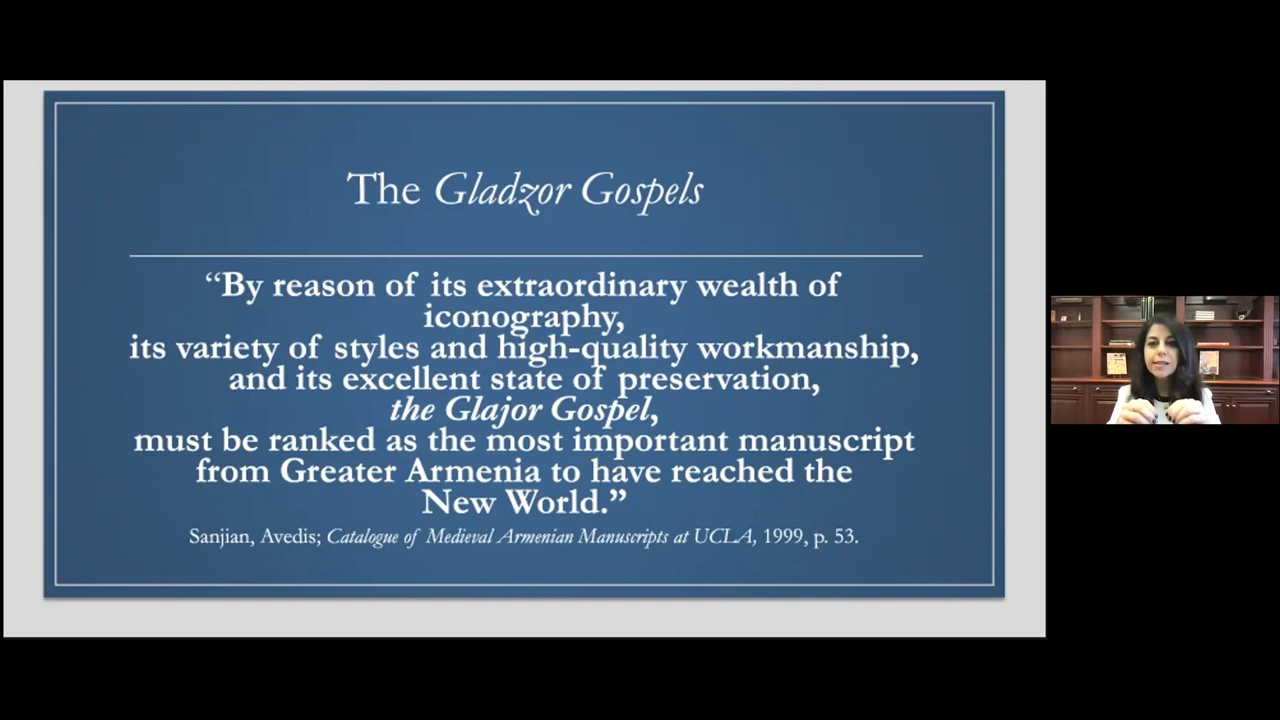 The Gladzor Gospels
“By reason of its extraordinary wealth of
iconography,
its variety of styles and high-quality workmanship,
and its excellent state of preservation,
the Glajor Gospel,
must be ranked as the most important manuscript
from Greater Armenia to have reached the
New World.”
Sanjian, Avedis; Catalogue of Medieval Armenian Manuscripts at UCLA, 1999, p. 53.